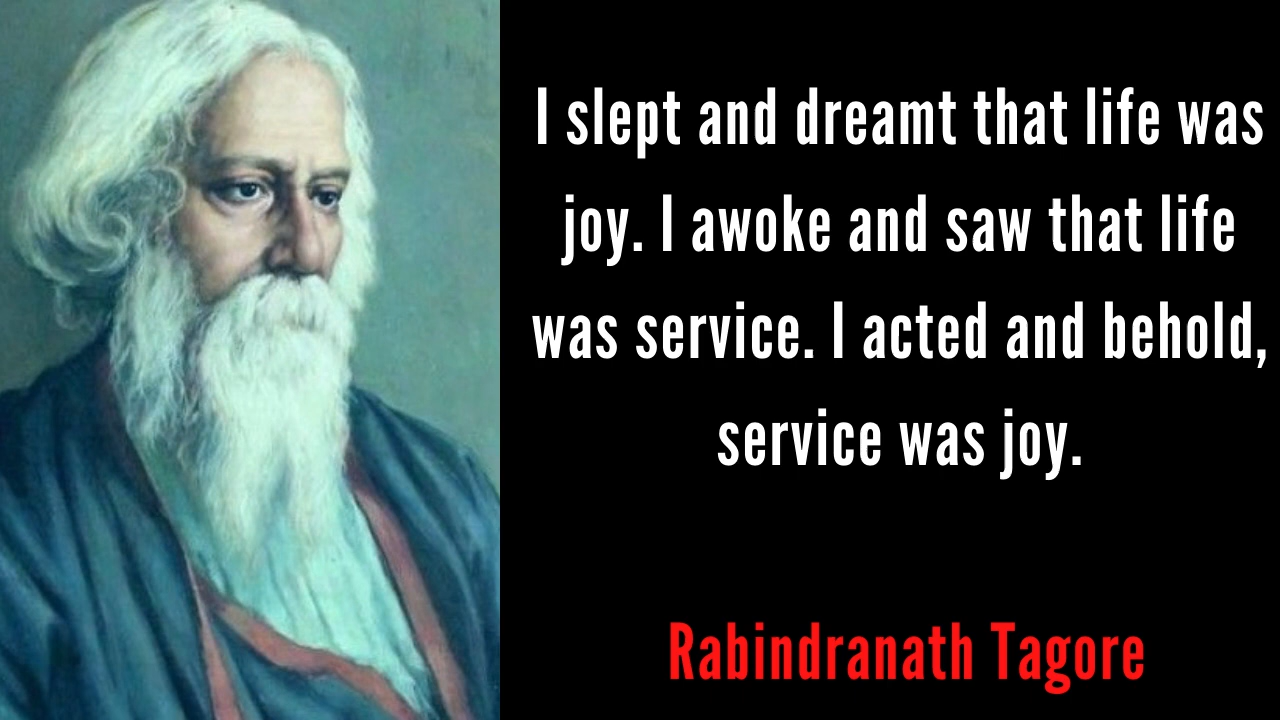 I slept and dreamt that life was
joy. I awoke and saw that life
was service. I acted and behold,
service was joy.
Rabindranath Tagore